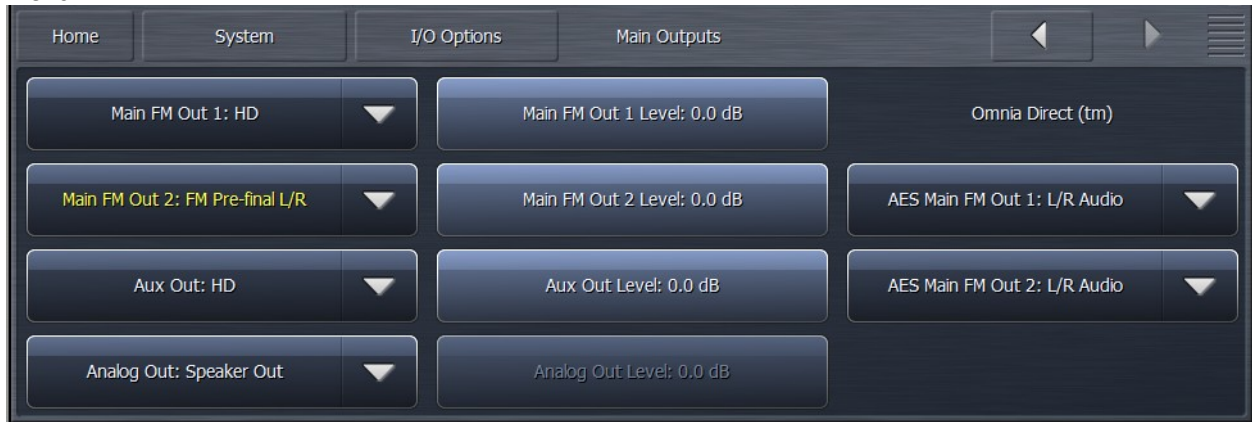 Home
System
I/O Options
Main Outputs
Main FM Out 1: HD
Main FM Out 1 Level: 0.0 dB
Omnia Direct (tm)
Main FM Out 2: FM Pre-final L/R
Main FM Out 2 Level: 0.0 dB
AES Main FM Out 1: L/R Audio
Aux Out: HD
Aux Out Level: 0.0 dB
AES Main FM Out 2: L/R Audio
Analog Out: Speaker Out
Analog Out Level: 0.0 dB